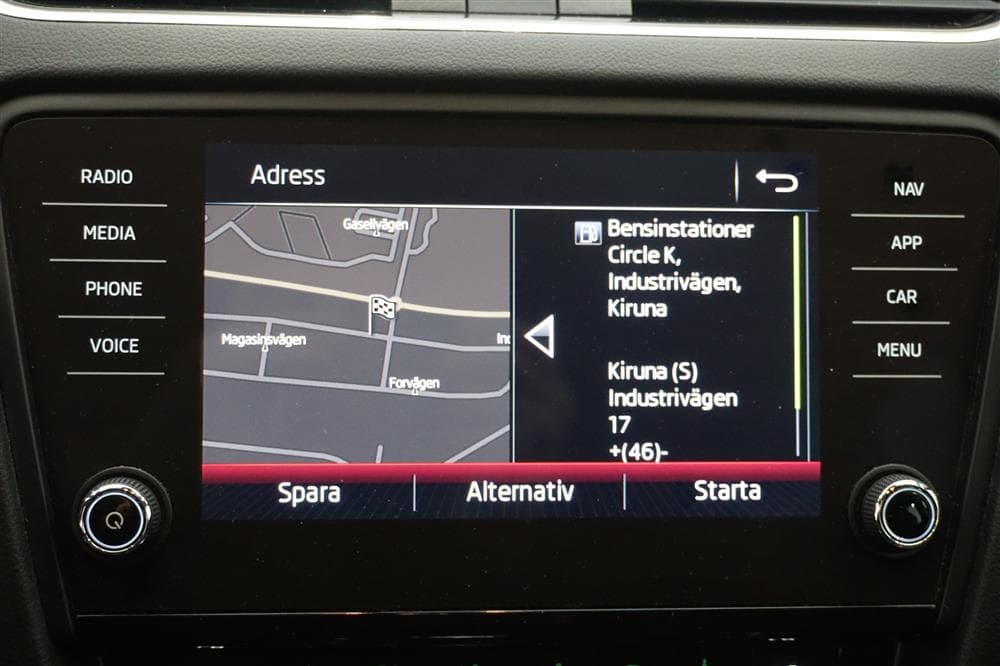 RADIO
MEDIA
PHONE
VOICE
Adress
Gasellvägen
Magasinsvägen
Forvägen
Bensinstationer
Circle K,
Industrivägen,
Kiruna
Kiruna (S)
Industrivägen
17
+(46)-
Spara
Alternativ
Starta
NAV
APP
CAR
MENU